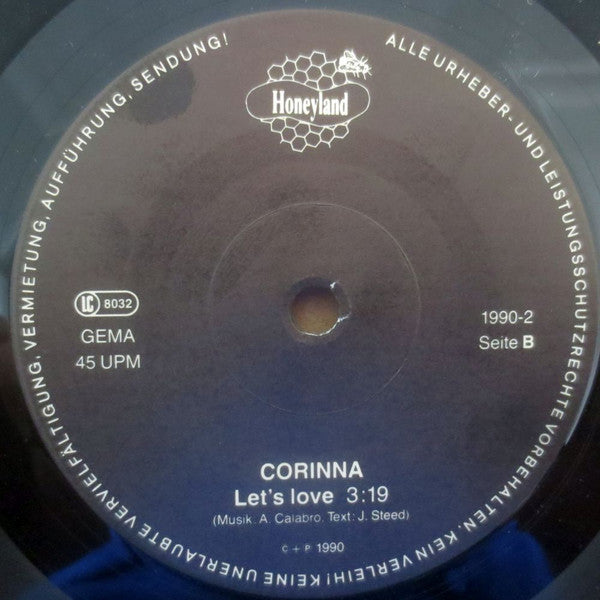 ALLE URHEBER- UND LEISTUNGSSCHUTZRECHTE VORBEHALTEN. KEIN VERLEIH! KEINE UNERLAUBTE VERVIELFÄLTIGUNG, VERMIETUNG, AUFFÜHRUNG, SENDUNG!
Honeyland
LC 8032
GEMA
45 UPM
1990-2
Seite B
CORINNA
Let's love 3:19
(Musik: A. Calabro. Text: J. Steed)
C + P 1990